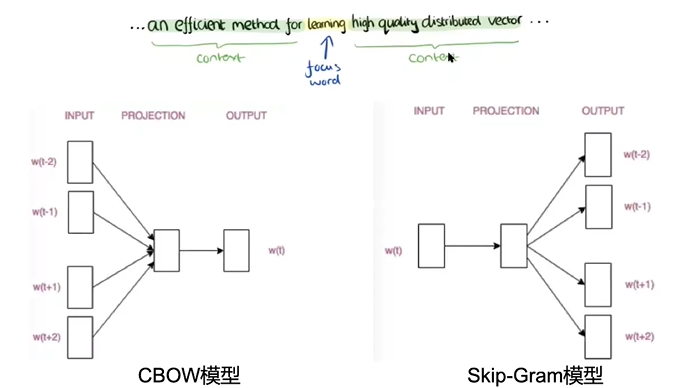 ...an efficient method for learning high quality distributed vector ...
context
context
focus
word
INPUT PROJECTION OUTPUT
w(t-2)
w(t-1)
w(t)
w(t+1)
w(t+2)
CBOW模型
INPUT PROJECTION OUTPUT
w(t-2)
w(t-1)
w(t)
w(t+1)
w(t+2)
Skip-Gram模型